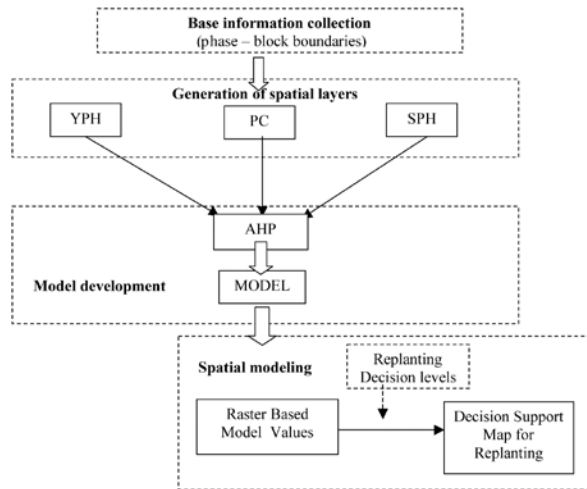 Base information collection
(phase – block boundaries)
Generation of spatial layers
YPH
PC
SPH
AHP
Model development
MODEL
Spatial modeling
Replanting
Decision levels
Raster Based
Model Values
Decision Support
Map for
Replanting